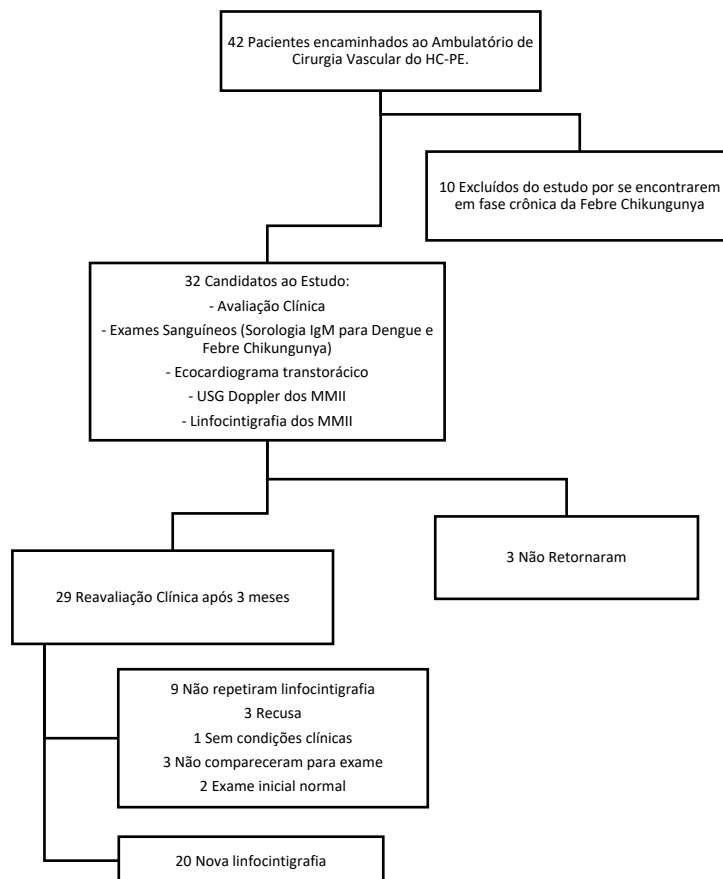 42 Pacientes encaminhados ao Ambulatório de
Cirurgia Vascular do HC-PE.
10 Excluídos do estudo por se encontrarem
em fase crônica da Febre Chikungunya
32 Candidatos ao Estudo:
- Avaliação Clínica
- Exames Sanguíneos (Sorologia IgM para Dengue e
Febre Chikungunya)
- Ecocardiograma transtorácico
- USG Doppler dos MMII
- Linfocintigrafia dos MMII
3 Não Retornaram
29 Reavaliação Clínica após 3 meses
9 Não repetiram linfocintigrafia
3 Recusa
1 Sem condições clínicas
3 Não compareceram para exame
2 Exame inicial normal
20 Nova linfocintigrafia